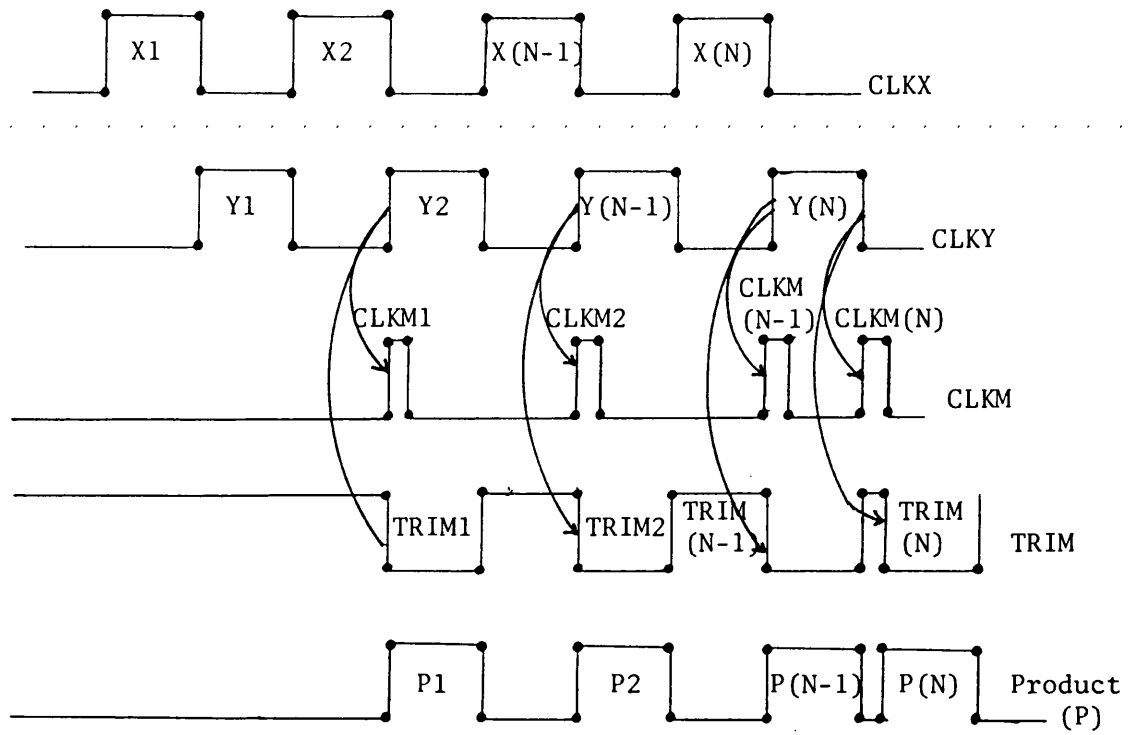 X1 X2 X(N-1) X(N)
CLKX
Y1 Y2 Y(N-1) Y(N)
CLKY
CLKM1 CLKM2 CLKM
(N-1) CLKM(N)
CLKM
TRIM1 TRIM2 TRIM
(N-1) TRIM
(N)
TRIM
P1 P2 P(N-1) P(N) Product
(P)